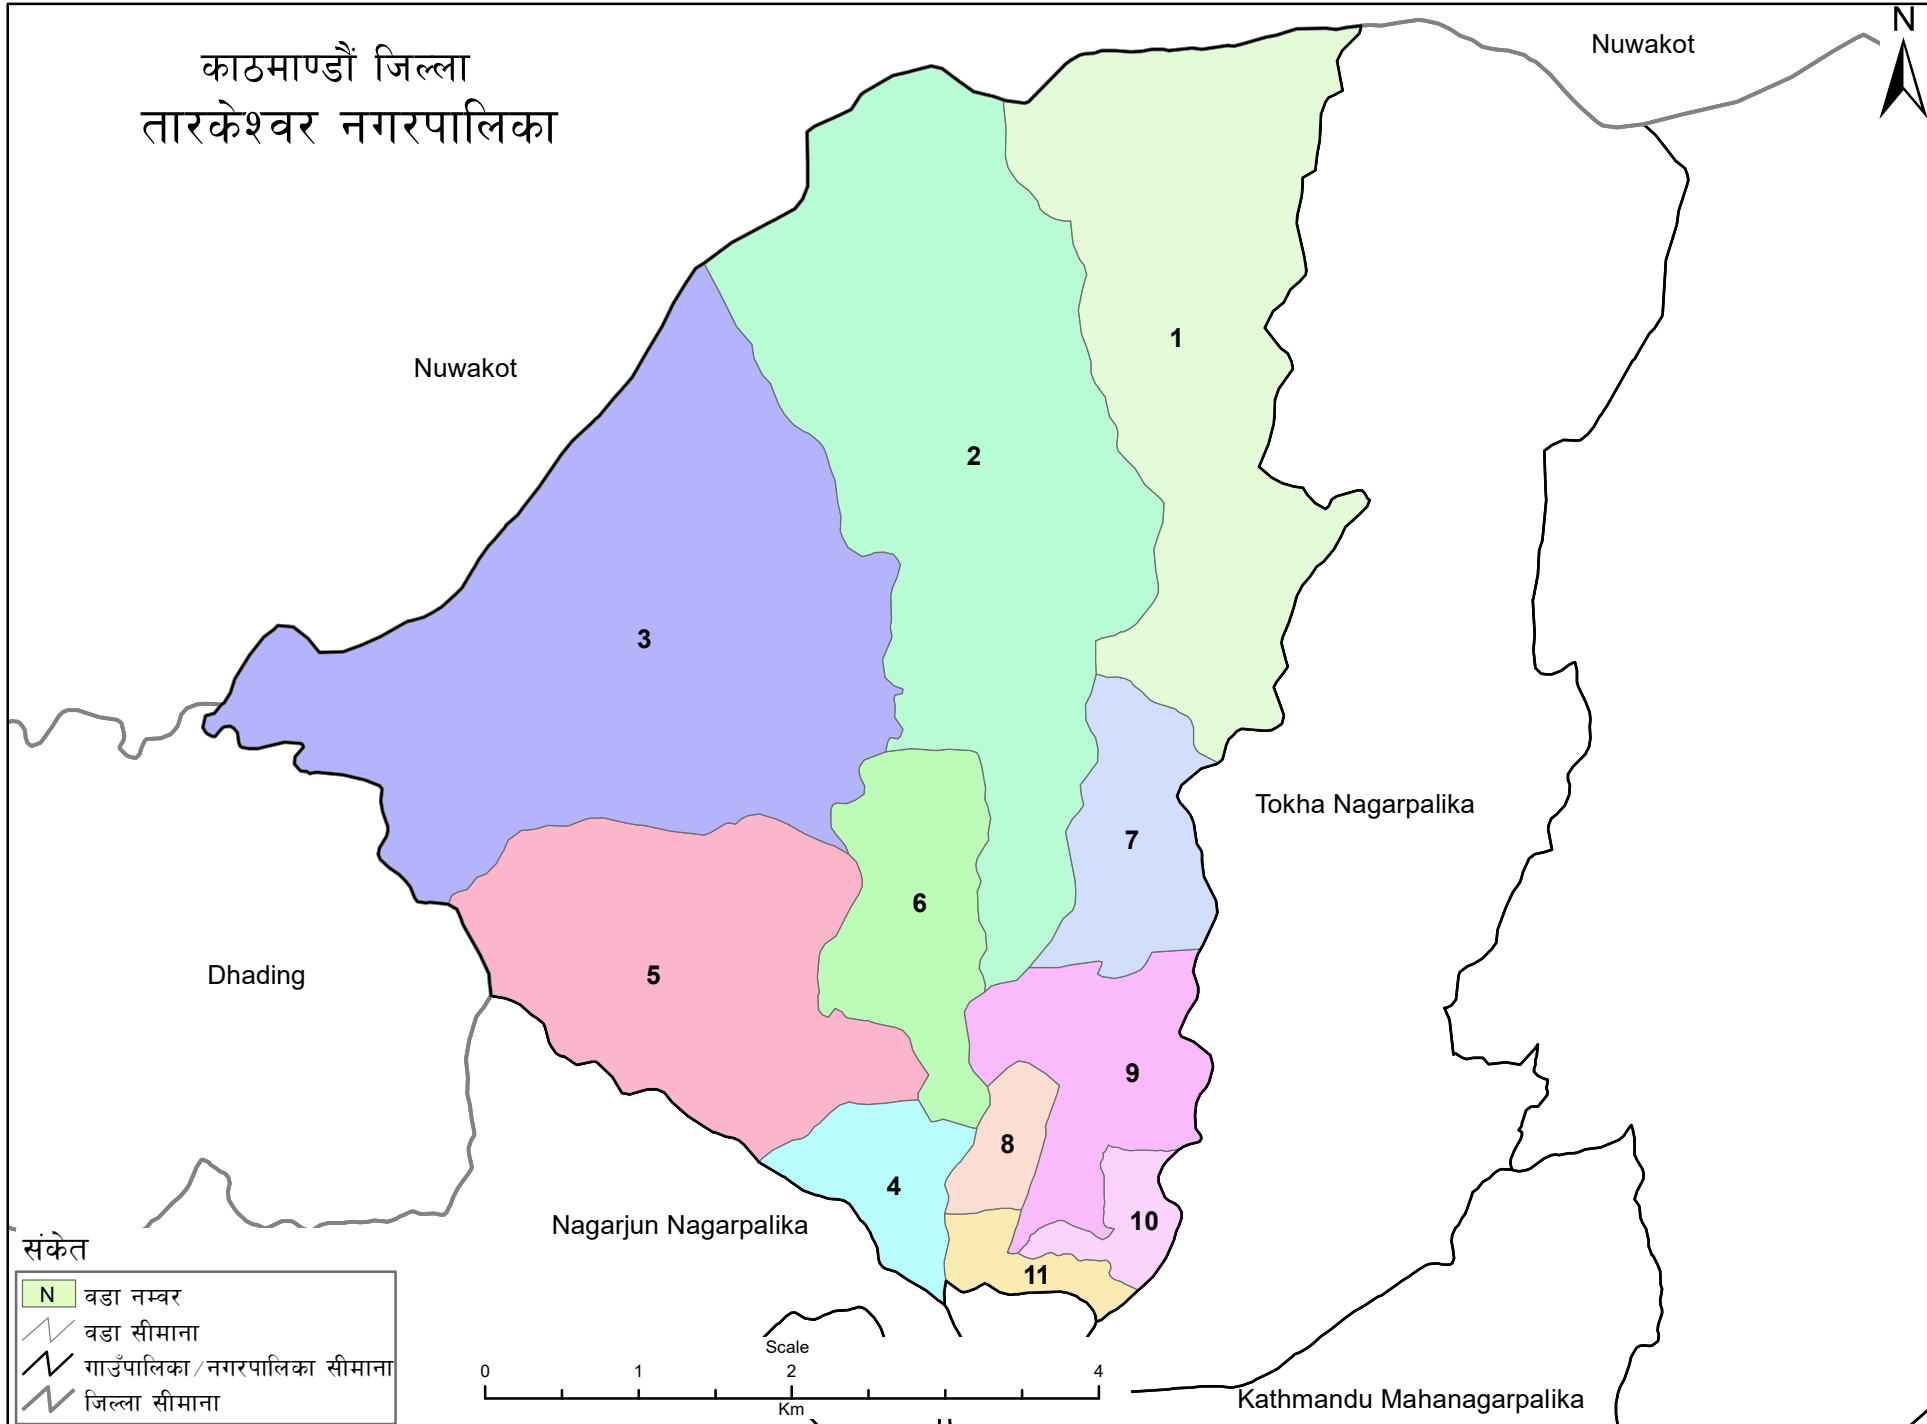 काठमाण्डौं जिल्ला
तारकेश्वर नगरपालिका
N
Nuwakot
Nuwakot
1
2
3
Tokha Nagarpalika
7
6
Dhading
5
9
8
4
10
Nagarjun Nagarpalika
11
संकेत
N वडा नम्वर
वडा सीमाना
गाउँपालिका/नगरपालिका सीमाना
जिल्ला सीमाना
Scale
0 1 2 4
Km
Kathmandu Mahanagarpalika